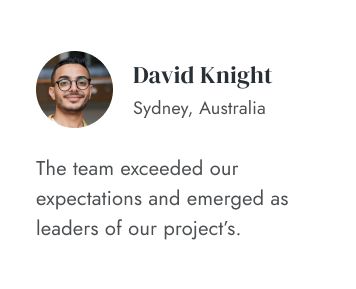 David Knight
Sydney, Australia
The team exceeded our
expectations and emerged as
leaders of our project’s.